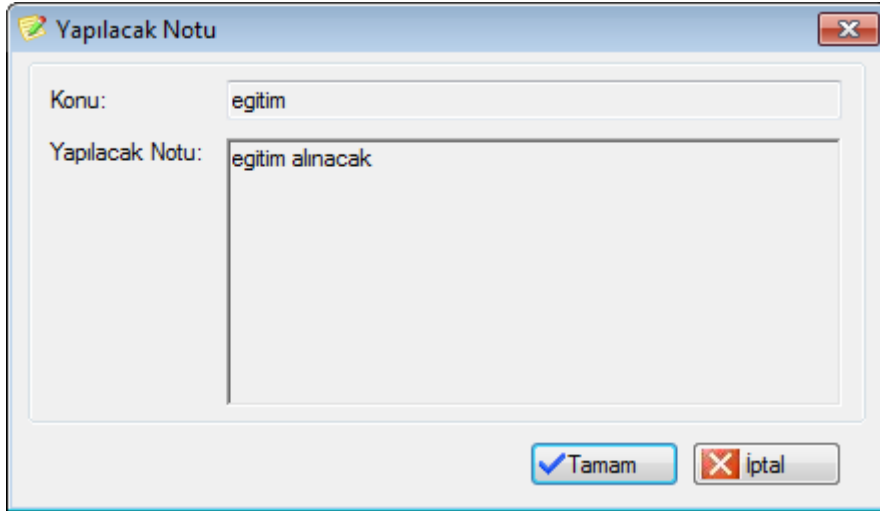 Yapılacak Notu
Konu: egitim
Yapılacak Notu: egitim alınacak
Tamam İptal